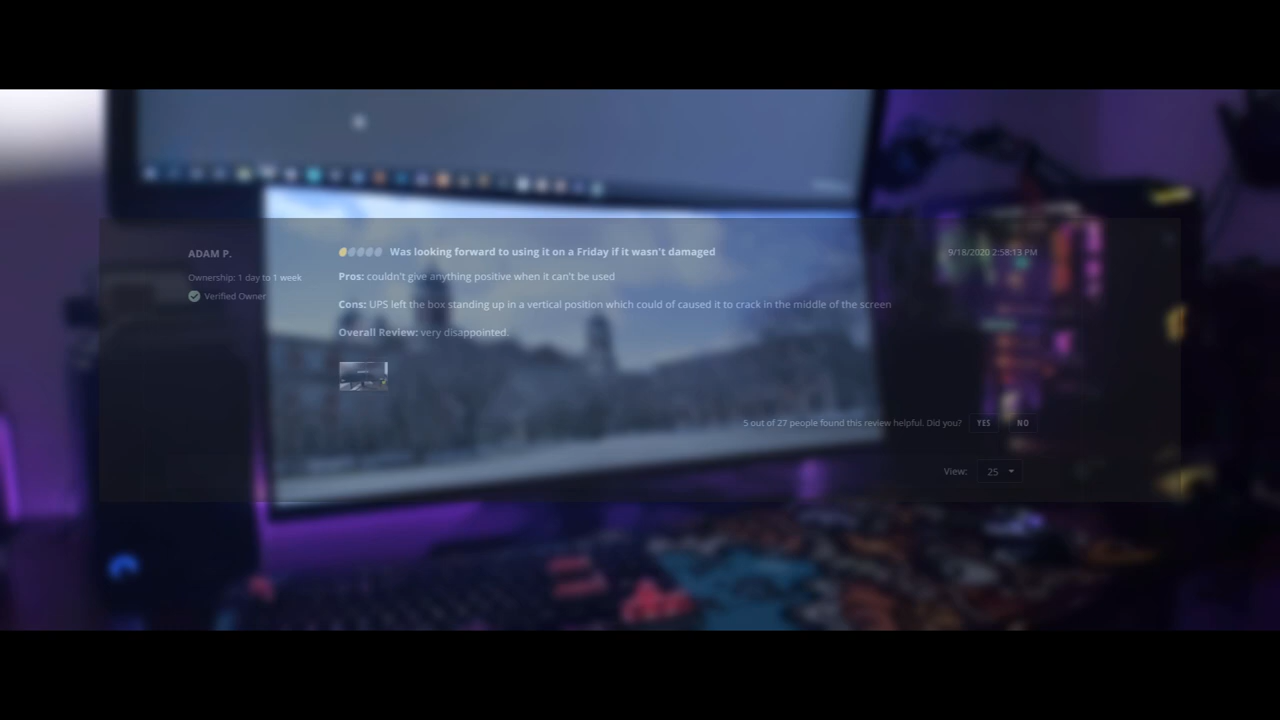 ADAM P.
Ownership: 1 day to 1 week
Verified Owner
Was looking forward to using it on a Friday if it wasn't damaged
9/18/2020 2:58:13 PM
Pros: couldn't give anything positive when it can't be used
Cons: UPS left the box standing up in a vertical position which could of caused it to crack in the middle of the screen
Overall Review: very disappointed.
5 out of 27 people found this review helpful. Did you? YES NO
View: 25